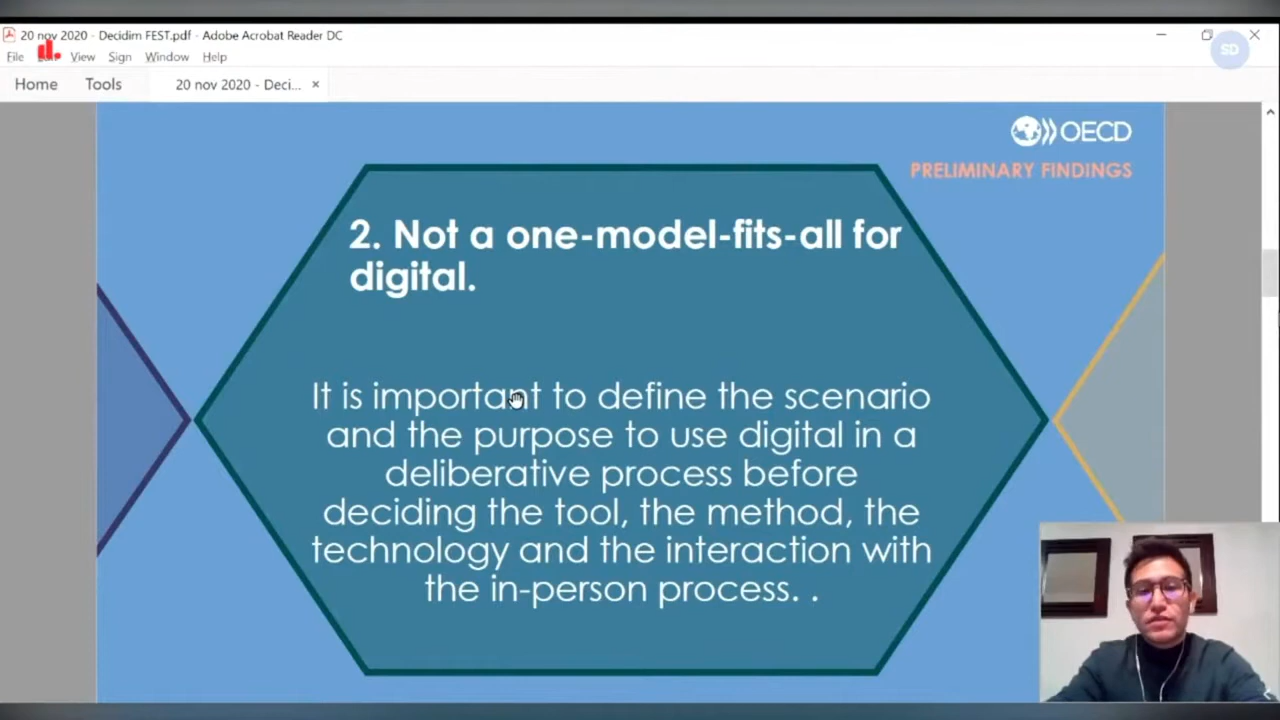 20 nov 2020 - Decidim FEST.pdf - Adobe Acrobat Reader DC
File
View Sign Window Help
SD
Home Tools 20 nov 2020 - Deci... ×
OECD
PRELIMINARY FINDINGS
2. Not a one-model-fits-all for
digital.
It is important to define the scenario
and the purpose to use digital in a
deliberative process before
deciding the tool, the method, the
technology and the interaction with
the in-person process. .